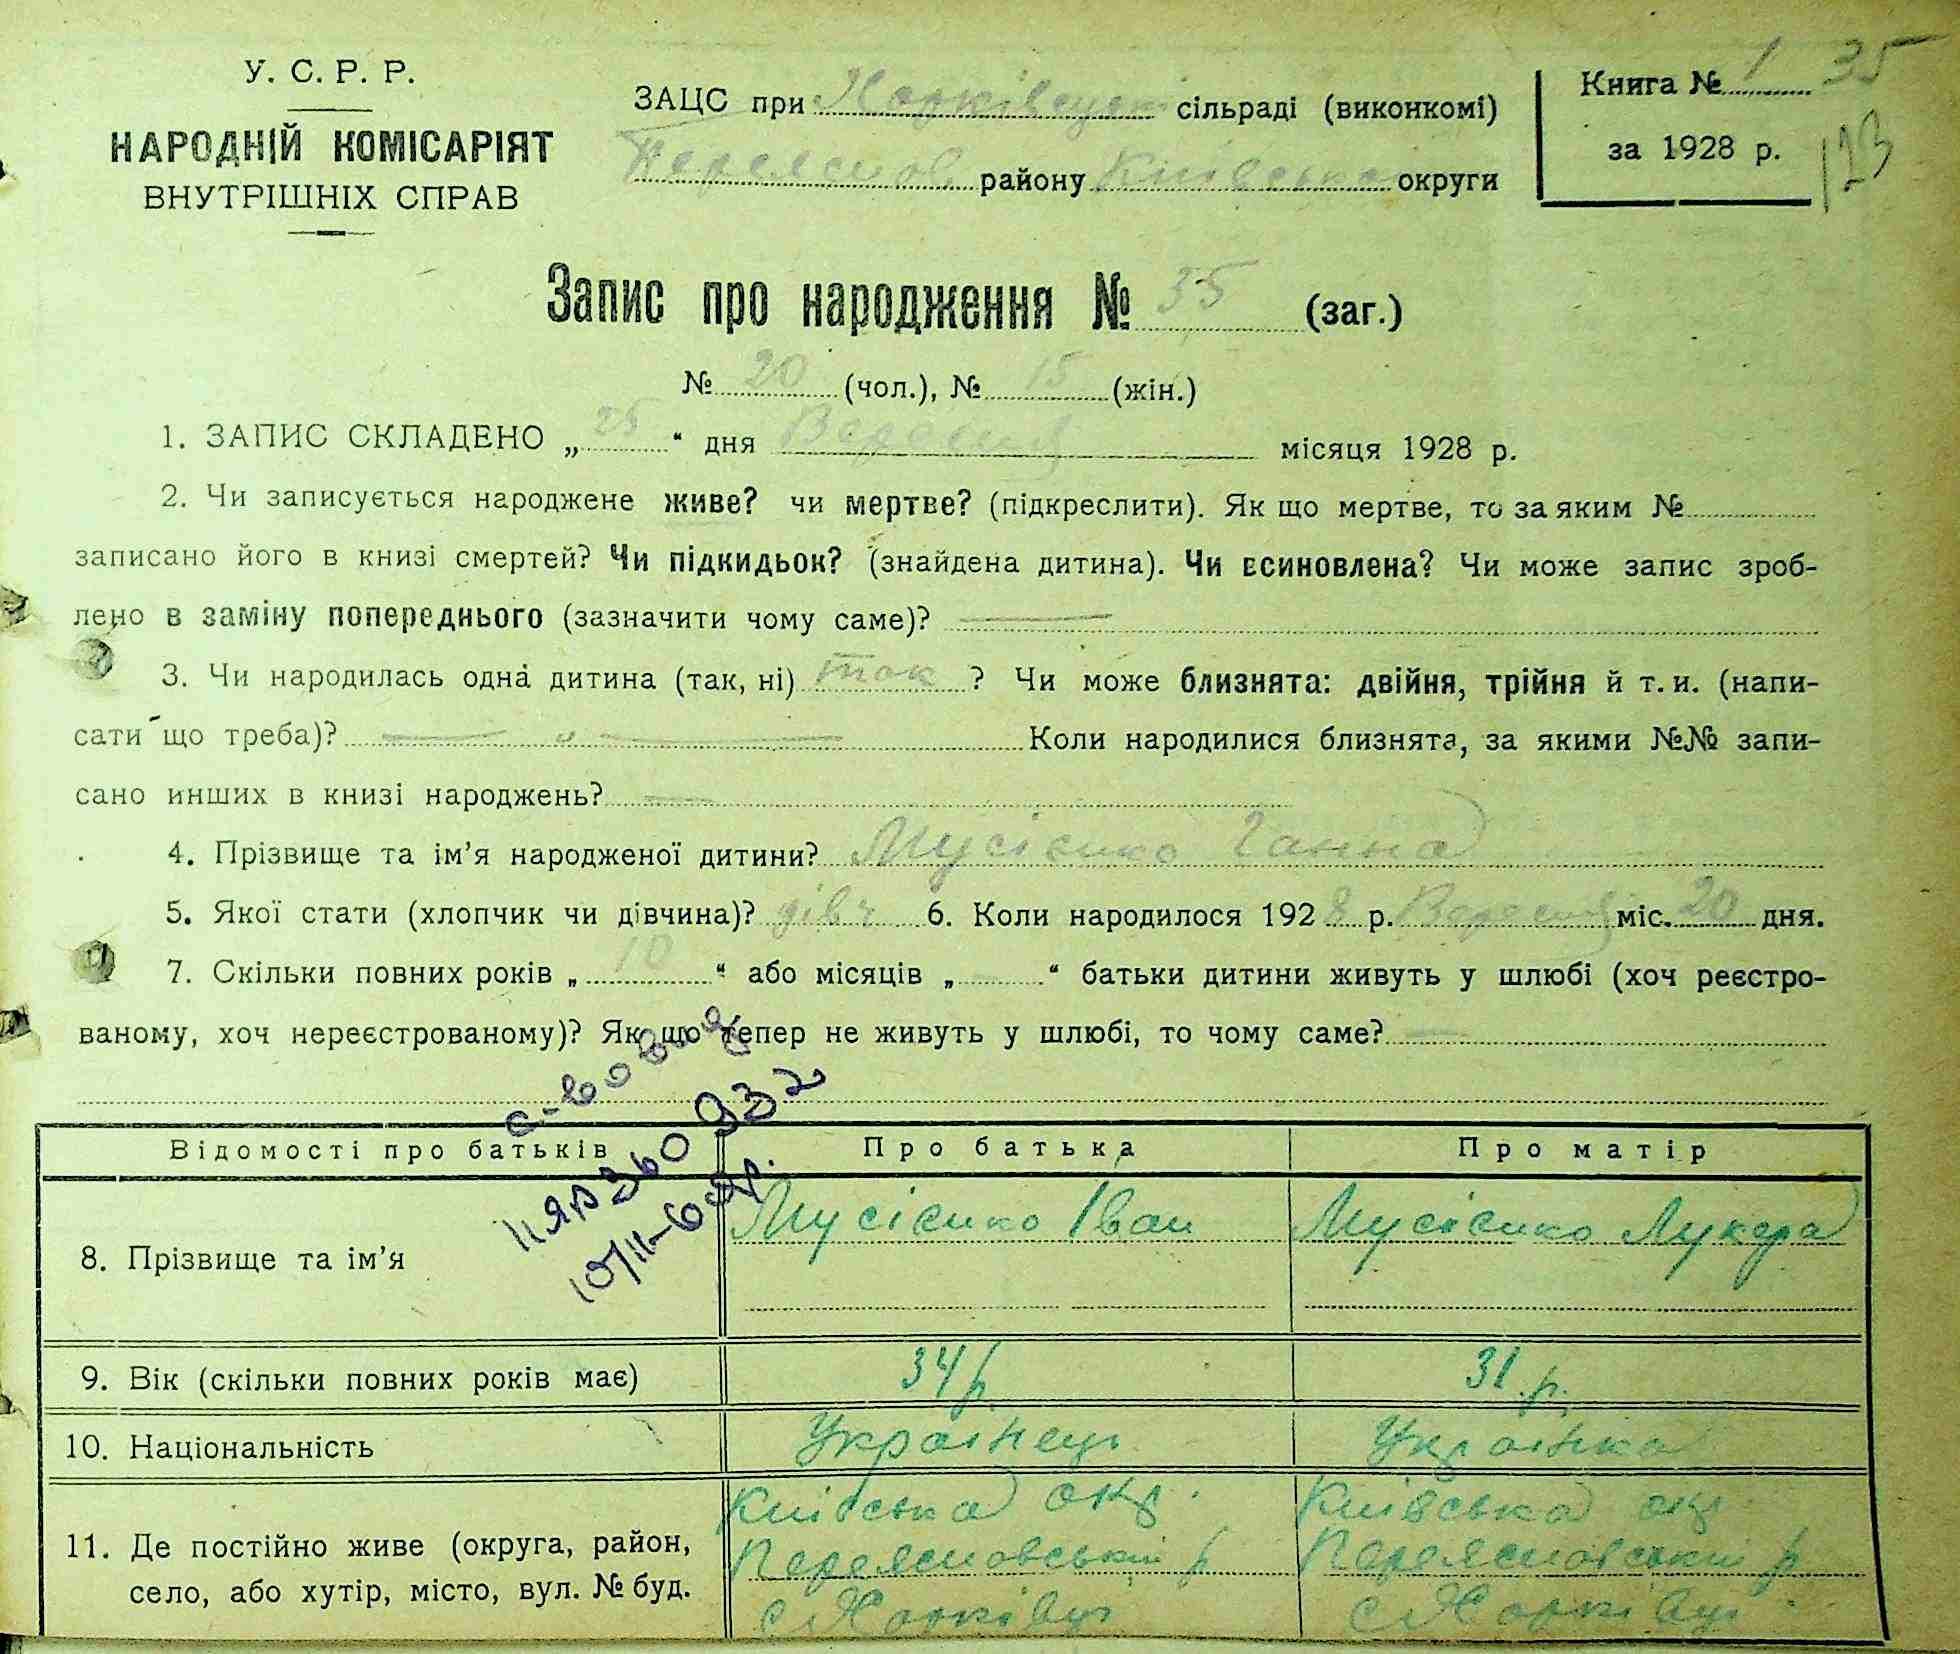 У. С. Р. Р.
НАРОДНІЙ КОМІСАРІЯТ
ВНУТРІШНІХ СПРАВ
ЗАЦС при Харківецьк сільраді (виконкомі)
Переяслов району Київської округи
Книга № 1 35
за 1928 р.
123
Запис про народження № 35 (заг.)
№ 20 (чол.), № 15 (жін.)
1. ЗАПИС СКЛАДЕНО „ 25 “ дня Вересня місяця 1928 р.
2. Чи записується народжене живе? чи мертве? (підкреслити). Як що мертве, то за яким №
записано його в книзі смертей? Чи підкидьок? (знайдена дитина). Чи всиновлена? Чи може запис зроб-
лено в заміну попереднього (зазначити чому саме)? —
3. Чи народилась одна дитина (так, ні) так ? Чи може близнята: двійня, трійня й т. и. (напи-
сати що треба)? — „ — Коли народилися близнята, за якими №№ запи-
сано инших в книзі народжень? —
4. Прізвище та ім’я народженої дитини? Мусієнко Ганна
5. Якої стати (хлопчик чи дівчина)? дівч 6. Коли народилося 1928 р. Вересня міс. 20 дня.
7. Скільки повних років „ 10 “ або місяців „ — “ батьки дитини живуть у шлюбі (хоч реєстро-
ваному, хоч нереєстрованому)? Як що тепер не живуть у шлюбі, то чому саме? —
ІІЯВ 360932
Відомості про батьків Про батька Про матір
8. Прізвище та ім’я Мусієнко Іван Мусієнко Лукера
9. Вік (скільки повних років має) 34 р. 31 р.
10. Національність Українець Українка
11. Де постійно живе (округа, район, село, або хутір, місто, вул. № буд.
Київська окр. Київська окр
Переясловський р Переясловський р
с Харківці с Харківці